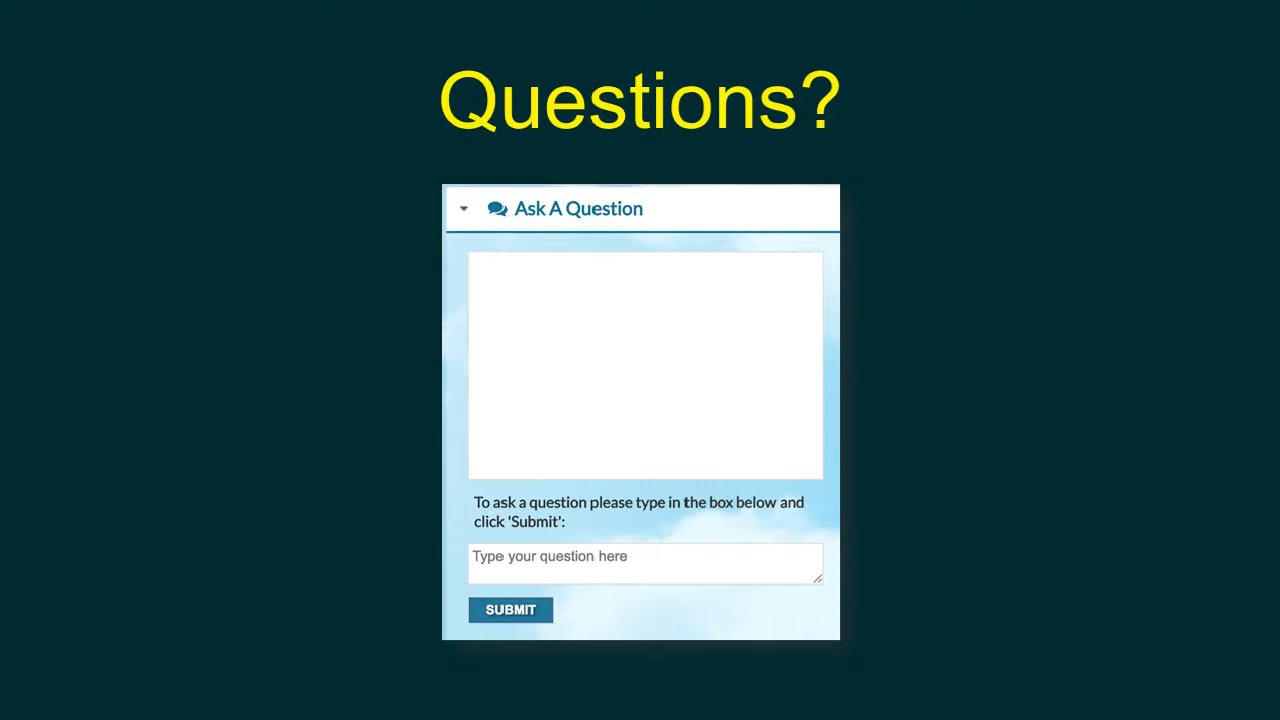 Questions?
Ask A Question
To ask a question please type in the box below and
click 'Submit':
Type your question here
SUBMIT